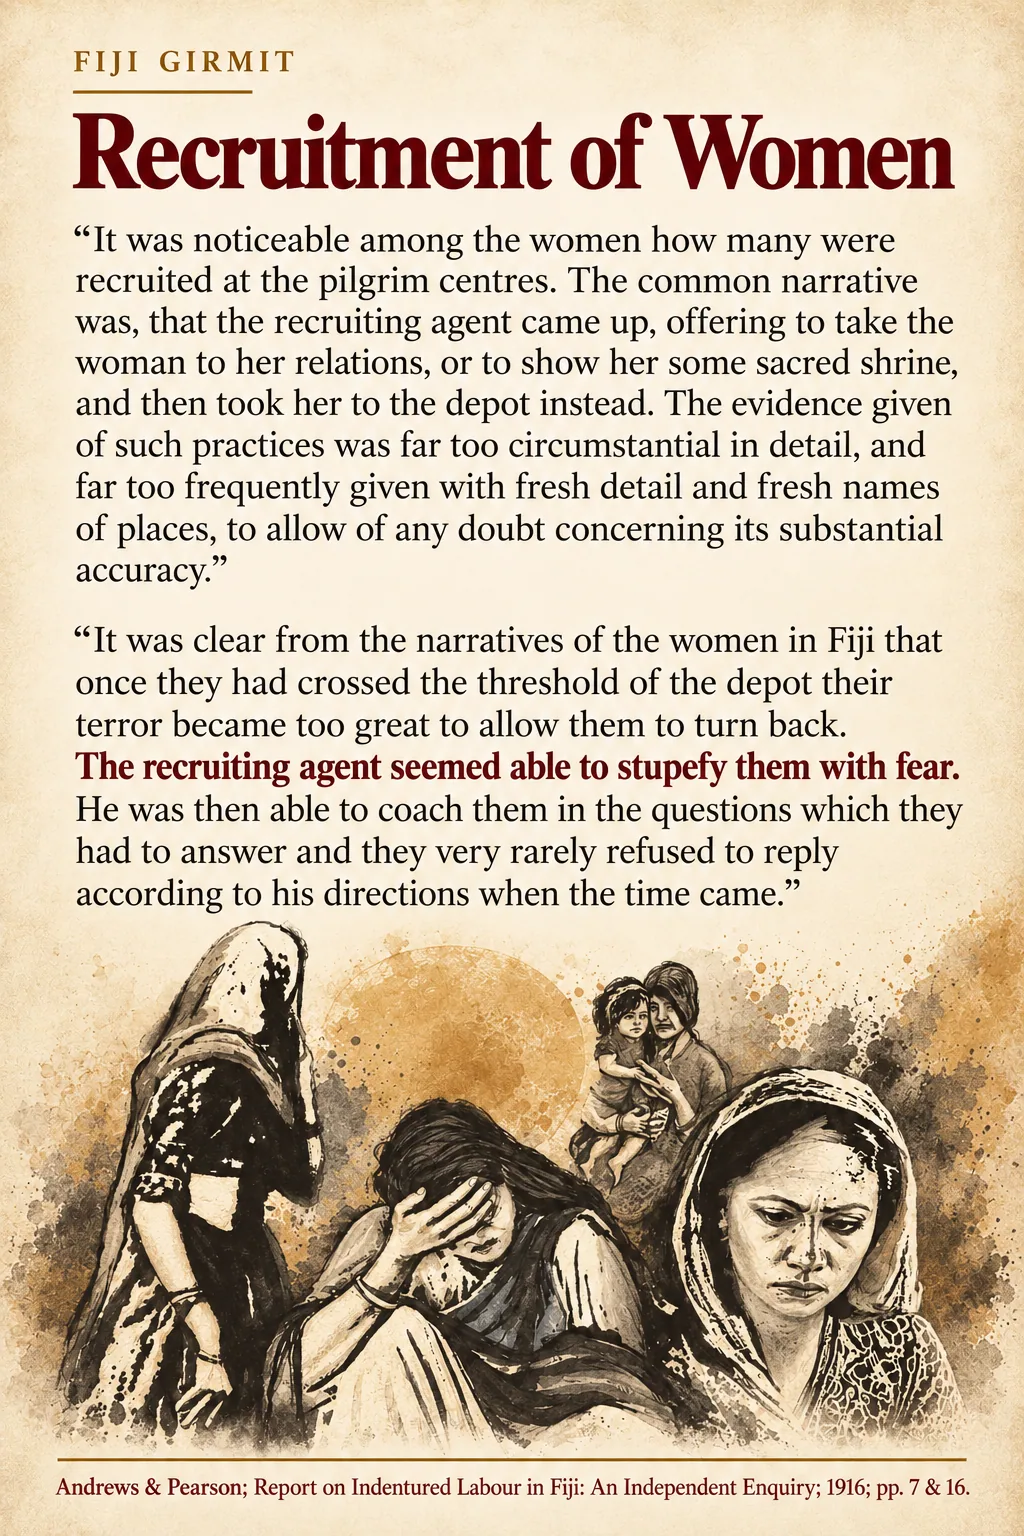 FIJI GIRMIT
Recruitment of Women
“It was noticeable among the women how many were
recruited at the pilgrim centres. The common narrative
was, that the recruiting agent came up, offering to take the
woman to her relations, or to show her some sacred shrine,
and then took her to the depot instead. The evidence given
of such practices was far too circumstantial in detail, and
far too frequently given with fresh detail and fresh names
of places, to allow of any doubt concerning its substantial
accuracy.”
“It was clear from the narratives of the women in Fiji that
once they had crossed the threshold of the depot their
terror became too great to allow them to turn back.
The recruiting agent seemed able to stupefy them with fear.
He was then able to coach them in the questions which they
had to answer and they very rarely refused to reply
according to his directions when the time came.”
Andrews & Pearson; Report on Indentured Labour in Fiji: An Independent Enquiry; 1916; pp. 7 & 16.